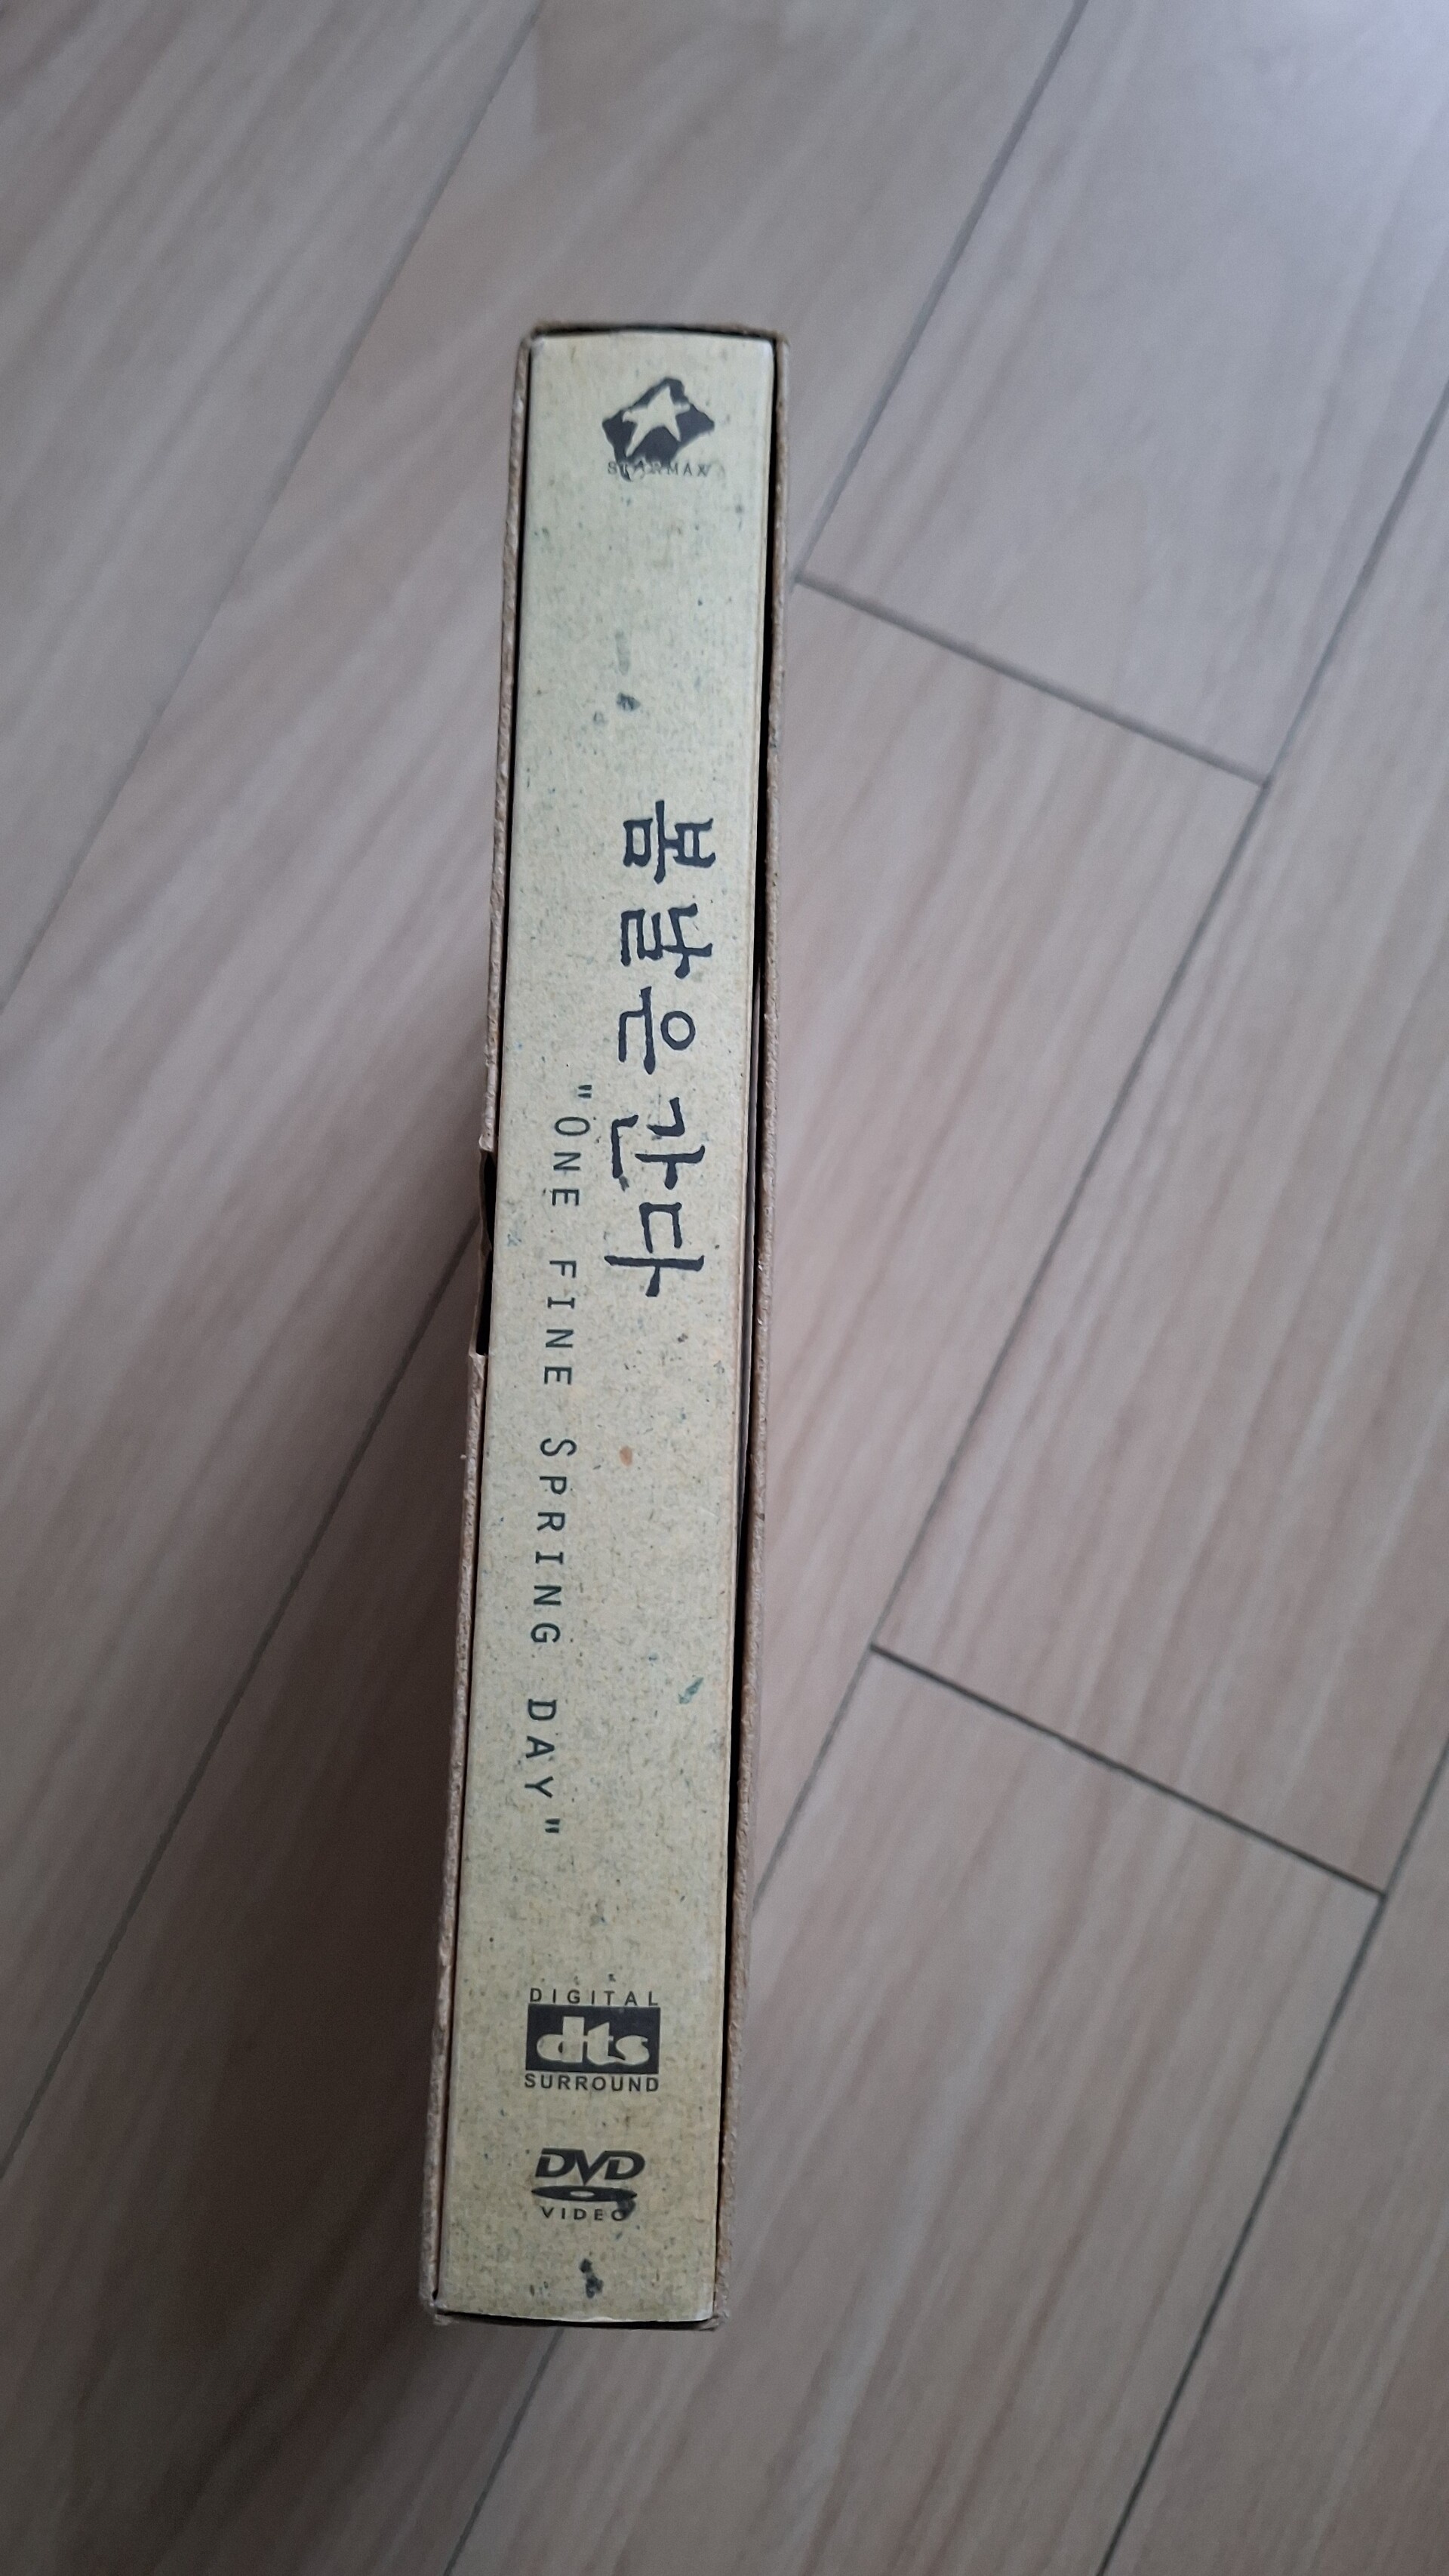 STARMAX
봄날은 간다
"ONE FINE SPRING DAY"
DIGITAL
dts
SURROUND
DVD
VIDEO